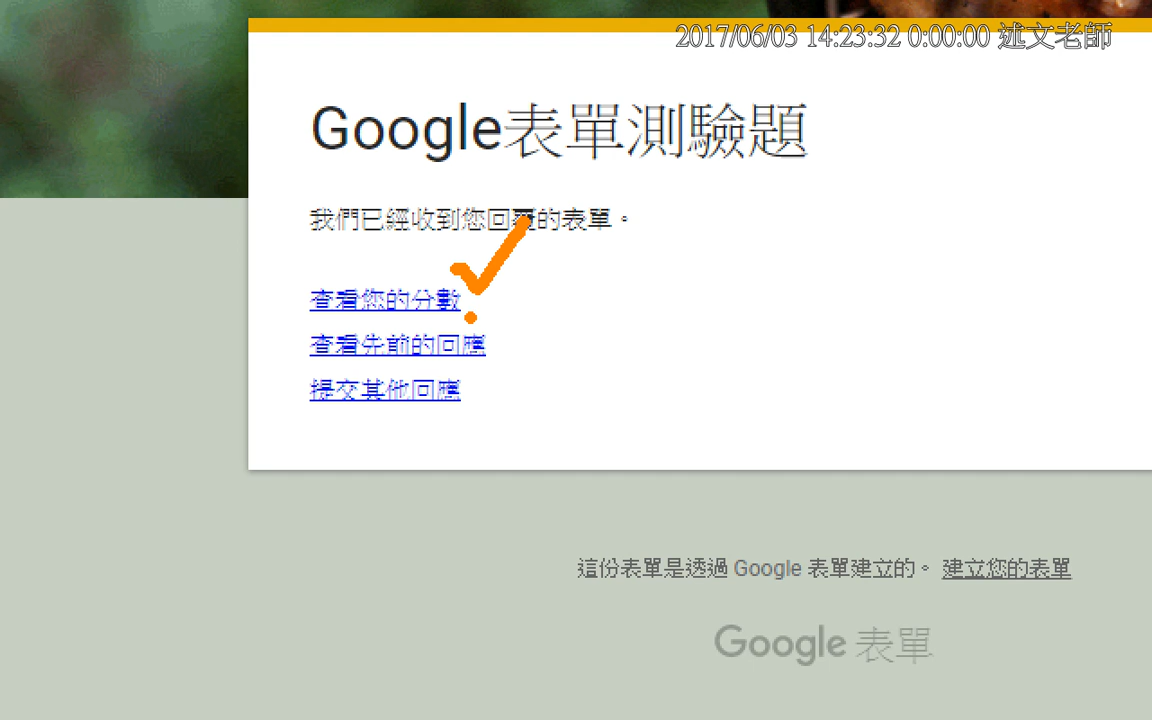 2017/06/03 14:23:32 0:00:00 述文老師
Google表單測驗題
我們已經收到您回覆的表單。
查看您的分數
查看先前的回應
提交其他回應
這份表單是透過 Google 表單建立的。 建立您的表單
Google 表單